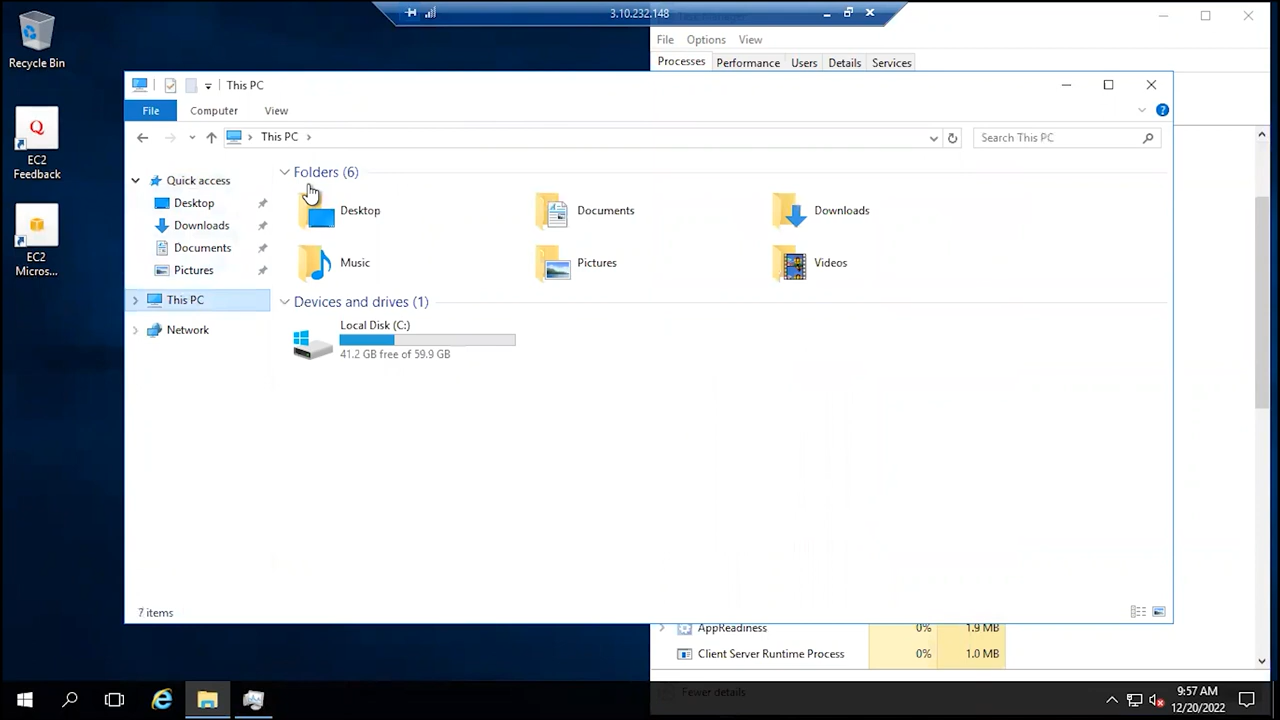 3.10.232.148
Recycle Bin
EC2
Feedback
EC2
Micros...
File Options View
Processes Performance Users Details Services
This PC
File Computer View
This PC
Search This PC
Quick access
Desktop
Downloads
Documents
Pictures
This PC
Network
Folders (6)
Desktop
Documents
Downloads
Music
Pictures
Videos
Devices and drives (1)
Local Disk (C:)
41.2 GB free of 59.9 GB
7 items
AppReadiness 0% 1.9 MB
Client Server Runtime Process 0% 1.0 MB
Fewer details
9:57 AM
12/20/2022